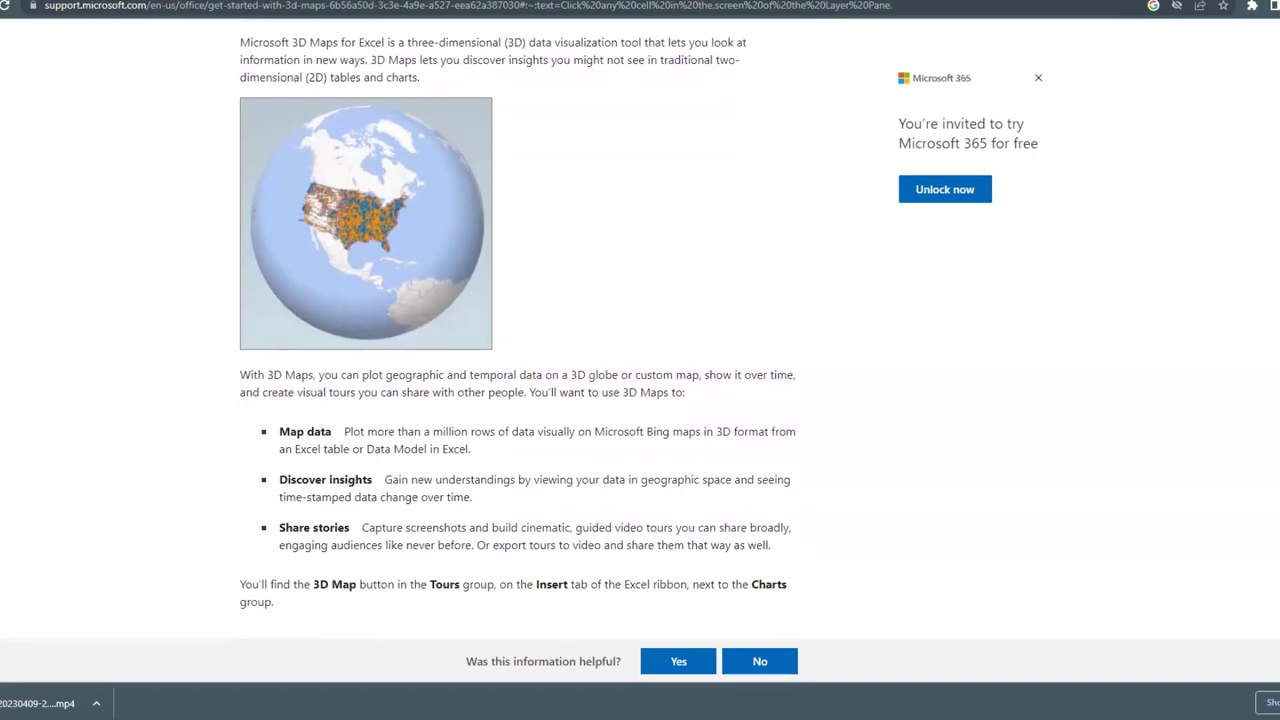 support.microsoft.com/en-us/office/get-started-with-3d-maps-6b56a50d-3c3e-4a9e-a527-eea62a387030#:~:text=Click%20any%20cell%20in%20the,screen%20of%20the%20Layer%20Pane.
Microsoft 3D Maps for Excel is a three-dimensional (3D) data visualization tool that lets you look at
information in new ways. 3D Maps lets you discover insights you might not see in traditional two-
dimensional (2D) tables and charts.
Microsoft 365
You're invited to try
Microsoft 365 for free
Unlock now
With 3D Maps, you can plot geographic and temporal data on a 3D globe or custom map, show it over time,
and create visual tours you can share with other people. You'll want to use 3D Maps to:
Map data Plot more than a million rows of data visually on Microsoft Bing maps in 3D format from
an Excel table or Data Model in Excel.
Discover insights Gain new understandings by viewing your data in geographic space and seeing
time-stamped data change over time.
Share stories Capture screenshots and build cinematic, guided video tours you can share broadly,
engaging audiences like never before. Or export tours to video and share them that way as well.
You'll find the 3D Map button in the Tours group, on the Insert tab of the Excel ribbon, next to the Charts
group.
Was this information helpful?
Yes
No
20230409-2....mp4
Sho